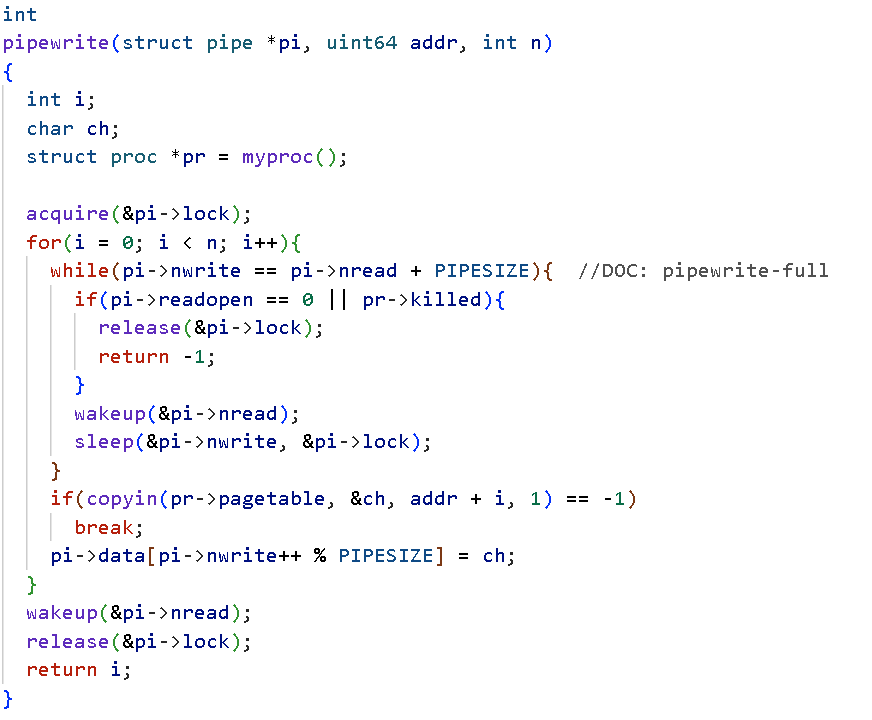 int
pipewrite(struct pipe *pi, uint64 addr, int n)
{
  int i;
  char ch;
  struct proc *pr = myproc();

  acquire(&pi->lock);
  for(i = 0; i < n; i++){
    while(pi->nwrite == pi->nread + PIPESIZE){  //DOC: pipewrite-full
      if(pi->readopen == 0 || pr->killed){
        release(&pi->lock);
        return -1;
      }
      wakeup(&pi->nread);
      sleep(&pi->nwrite, &pi->lock);
    }
    if(copyin(pr->pagetable, &ch, addr + i, 1) == -1)
      break;
    pi->data[pi->nwrite++ % PIPESIZE] = ch;
  }
  wakeup(&pi->nread);
  release(&pi->lock);
  return i;
}